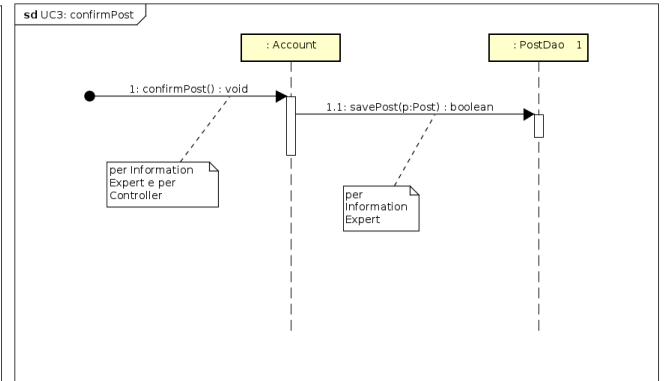 sd UC3: confirmPost
: Account
: PostDao 1
1: confirmPost() : void
1.1: savePost(p:Post) : boolean
per Information
Expert e per
Controller
per
Information
Expert